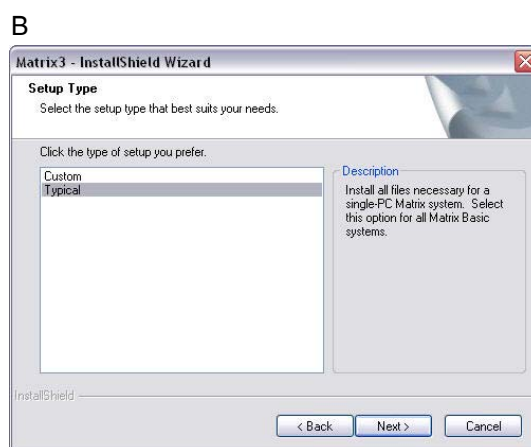 B
Matrix3 - InstallShield Wizard
Setup Type
Select the setup type that best suits your needs.
Click the type of setup you prefer.
Custom
Typical
Description
Install all files necessary for a
single-PC Matrix system. Select
this option for all Matrix Basic
systems.
InstallShield
< Back
Next >
Cancel